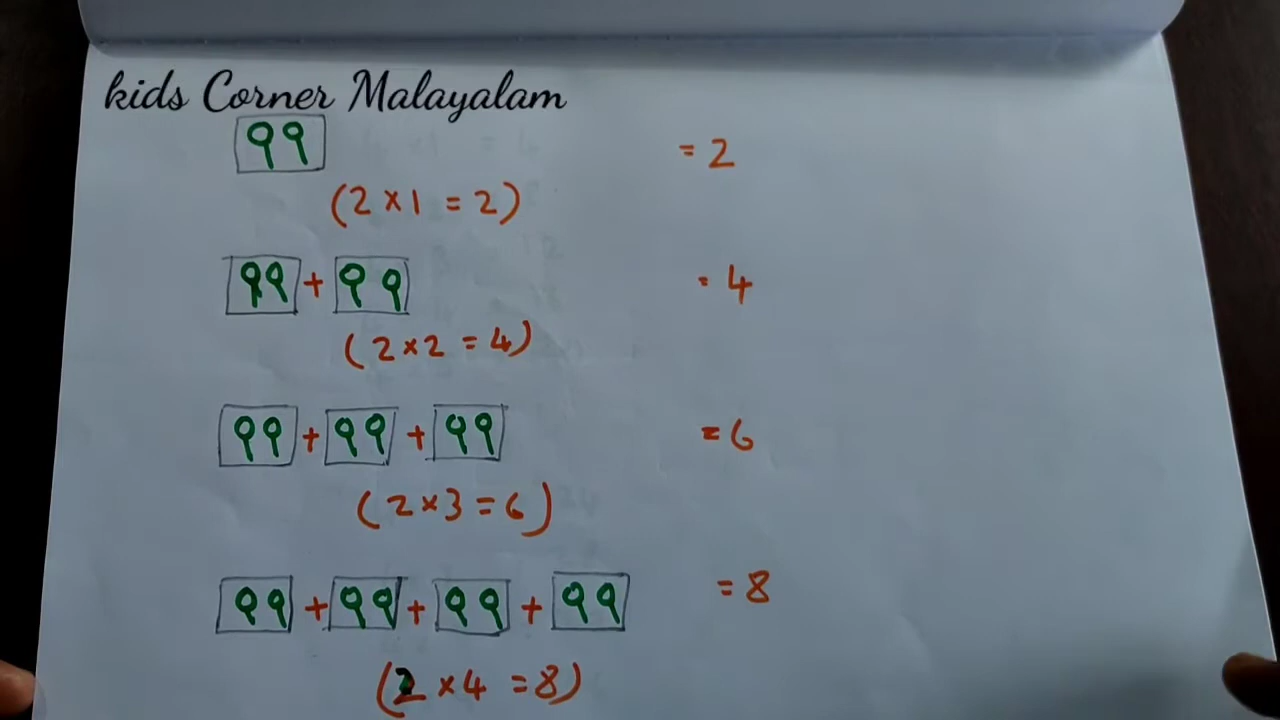 kids Corner Malayalam
99 = 2
(2 × 1 = 2)
99 + 99 = 4
(2 × 2 = 4)
99 + 99 + 99 = 6
(2 × 3 = 6)
99 + 99 + 99 + 99 = 8
(2 × 4 = 8)